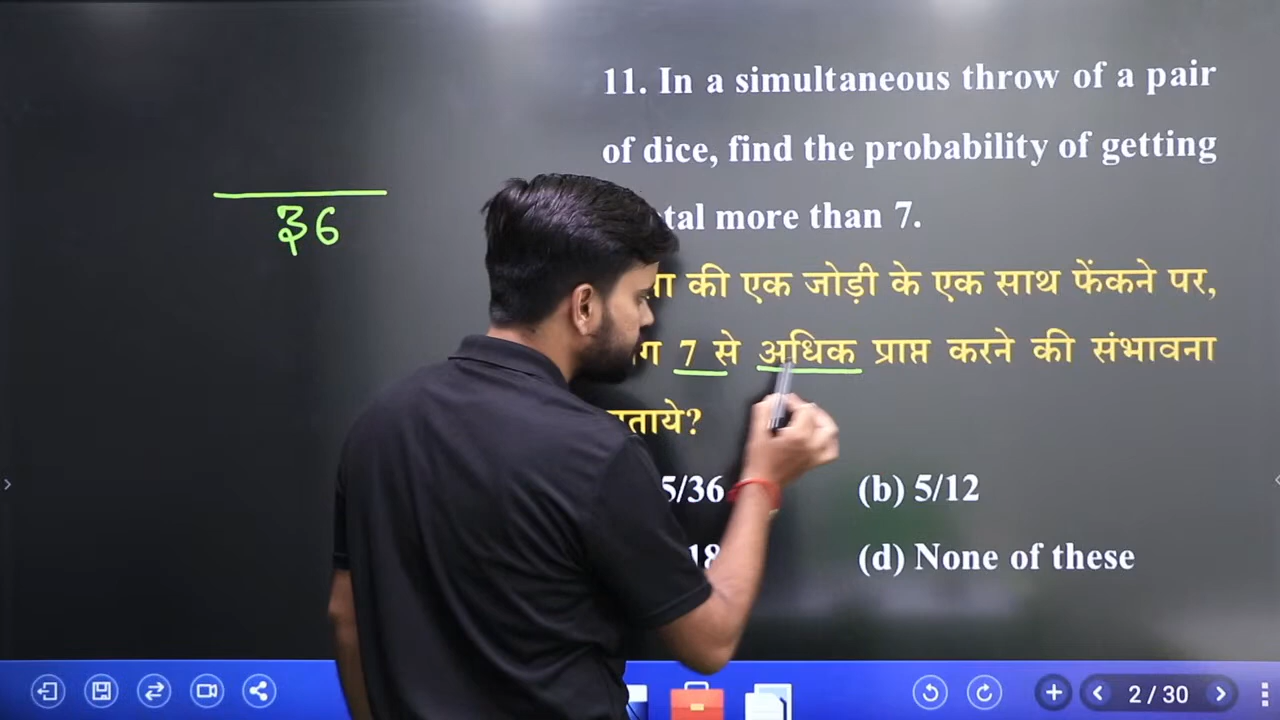 11. In a simultaneous throw of a pair
of dice, find the probability of getting
more than 7.
की एक जोड़ी के एक साथ फेंकने पर,
7 से अधिक प्राप्त करने की संभावना
5/36 (b) 5/12
(d) None of these
36
2 / 30